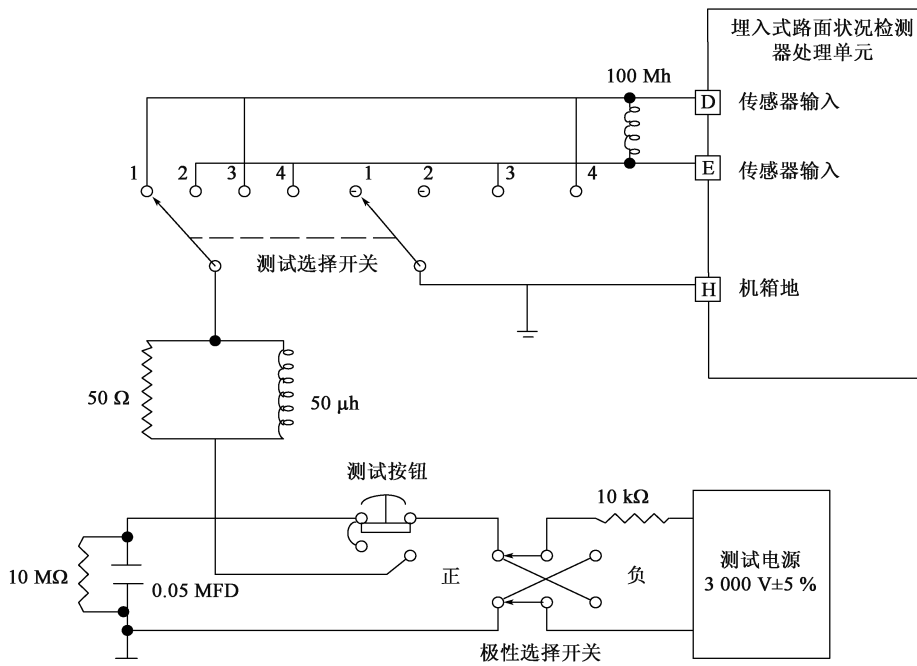 埋入式路面状况检测
器处理单元
100 Mh
D 传感器输入
E 传感器输入
1 2 3 4 1 2 3 4
测试选择开关
H 机箱地
50 Ω
50 μh
测试按钮
10 kΩ
10 MΩ
0.05 MFD
正
负
测试电源
3 000 V±5 %
极性选择开关